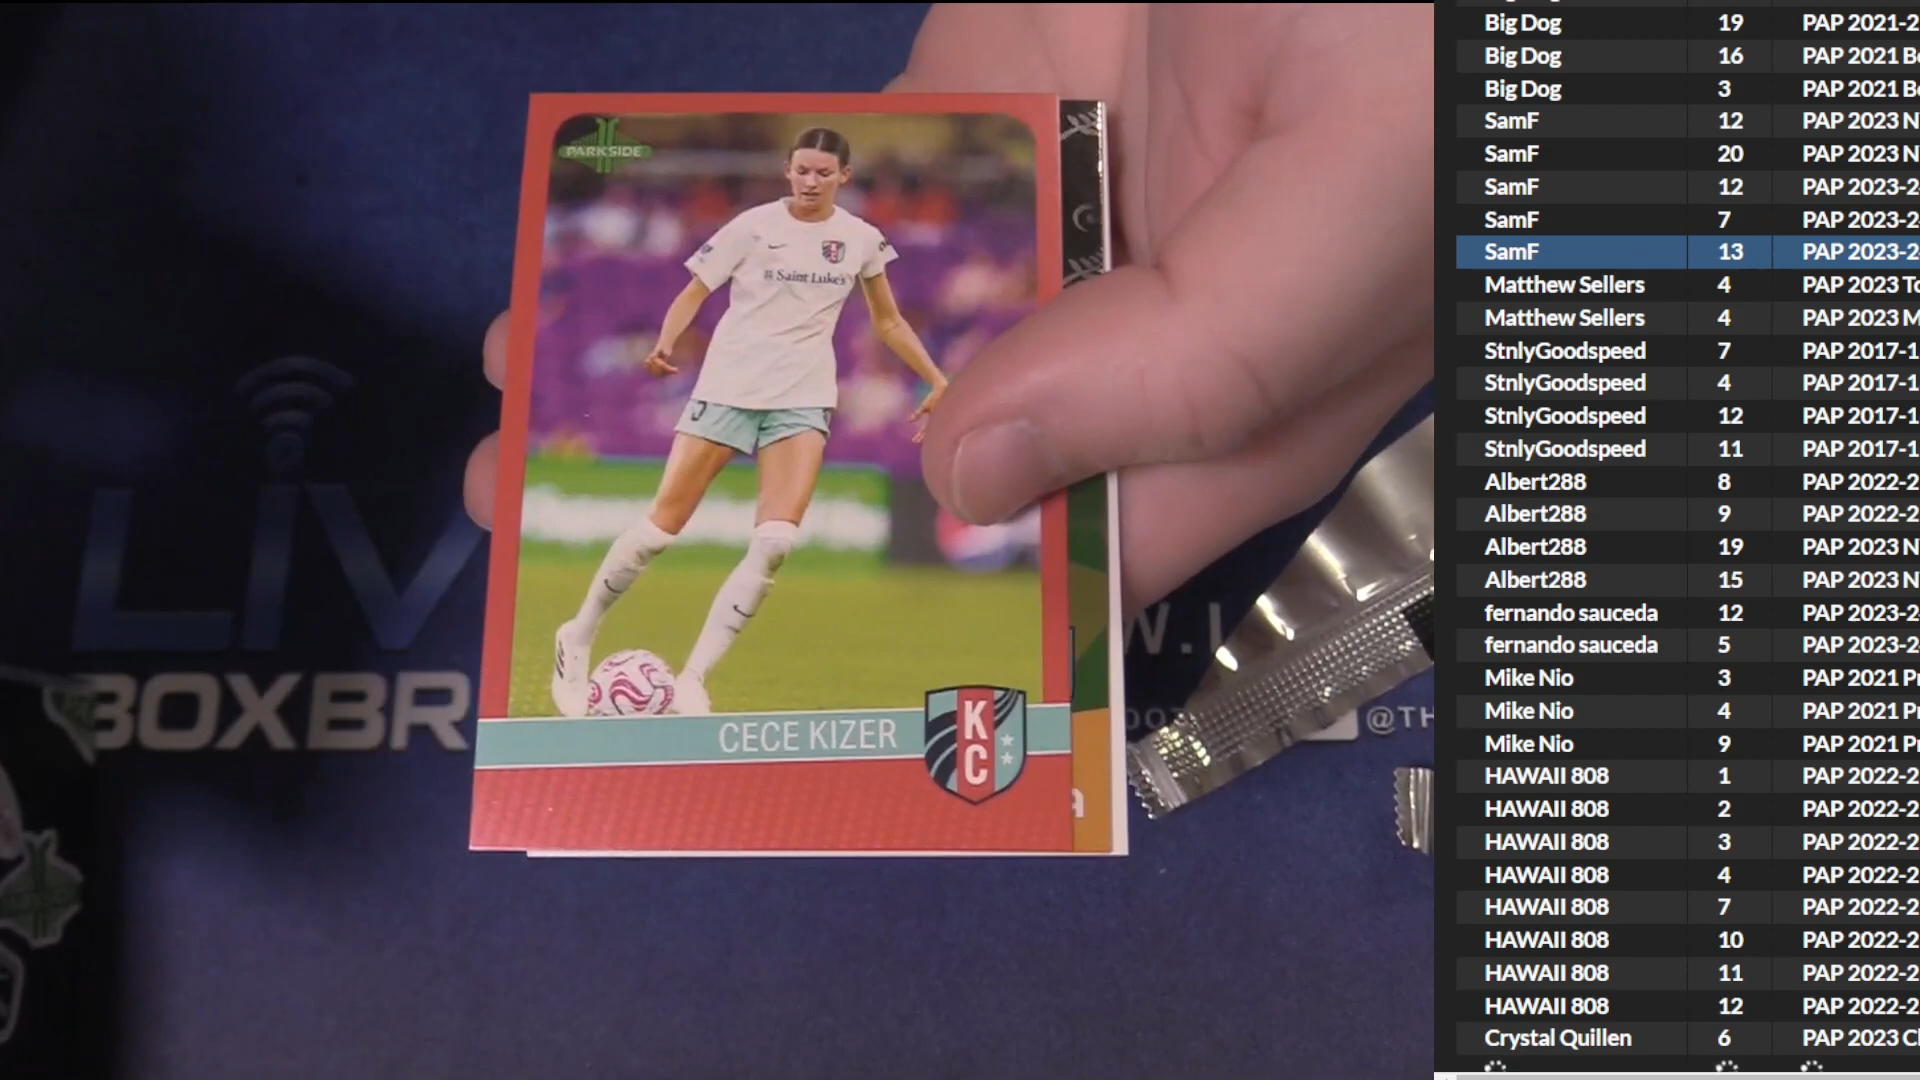 PARKSIDE
Saint Luke's
CECE KIZER
KC
LIV
BOXBR
W.I
@TH
Big Dog 19 PAP 2021-2
Big Dog 16 PAP 2021 B
Big Dog 3 PAP 2021 B
SamF 12 PAP 2023 N
SamF 20 PAP 2023 N
SamF 12 PAP 2023-2
SamF 7 PAP 2023-2
SamF 13 PAP 2023-2
Matthew Sellers 4 PAP 2023 To
Matthew Sellers 4 PAP 2023 M
StnlyGoodspeed 7 PAP 2017-1
StnlyGoodspeed 4 PAP 2017-1
StnlyGoodspeed 12 PAP 2017-1
StnlyGoodspeed 11 PAP 2017-1
Albert288 8 PAP 2022-2
Albert288 9 PAP 2022-2
Albert288 19 PAP 2023 N
Albert288 15 PAP 2023 N
fernando sauceda 12 PAP 2023-2
fernando sauceda 5 PAP 2023-2
Mike Nio 3 PAP 2021 Pr
Mike Nio 4 PAP 2021 Pr
Mike Nio 9 PAP 2021 Pr
HAWAII 808 1 PAP 2022-2
HAWAII 808 2 PAP 2022-2
HAWAII 808 3 PAP 2022-2
HAWAII 808 4 PAP 2022-2
HAWAII 808 7 PAP 2022-2
HAWAII 808 10 PAP 2022-2
HAWAII 808 11 PAP 2022-2
HAWAII 808 12 PAP 2022-2
Crystal Quillen 6 PAP 2023 Cl